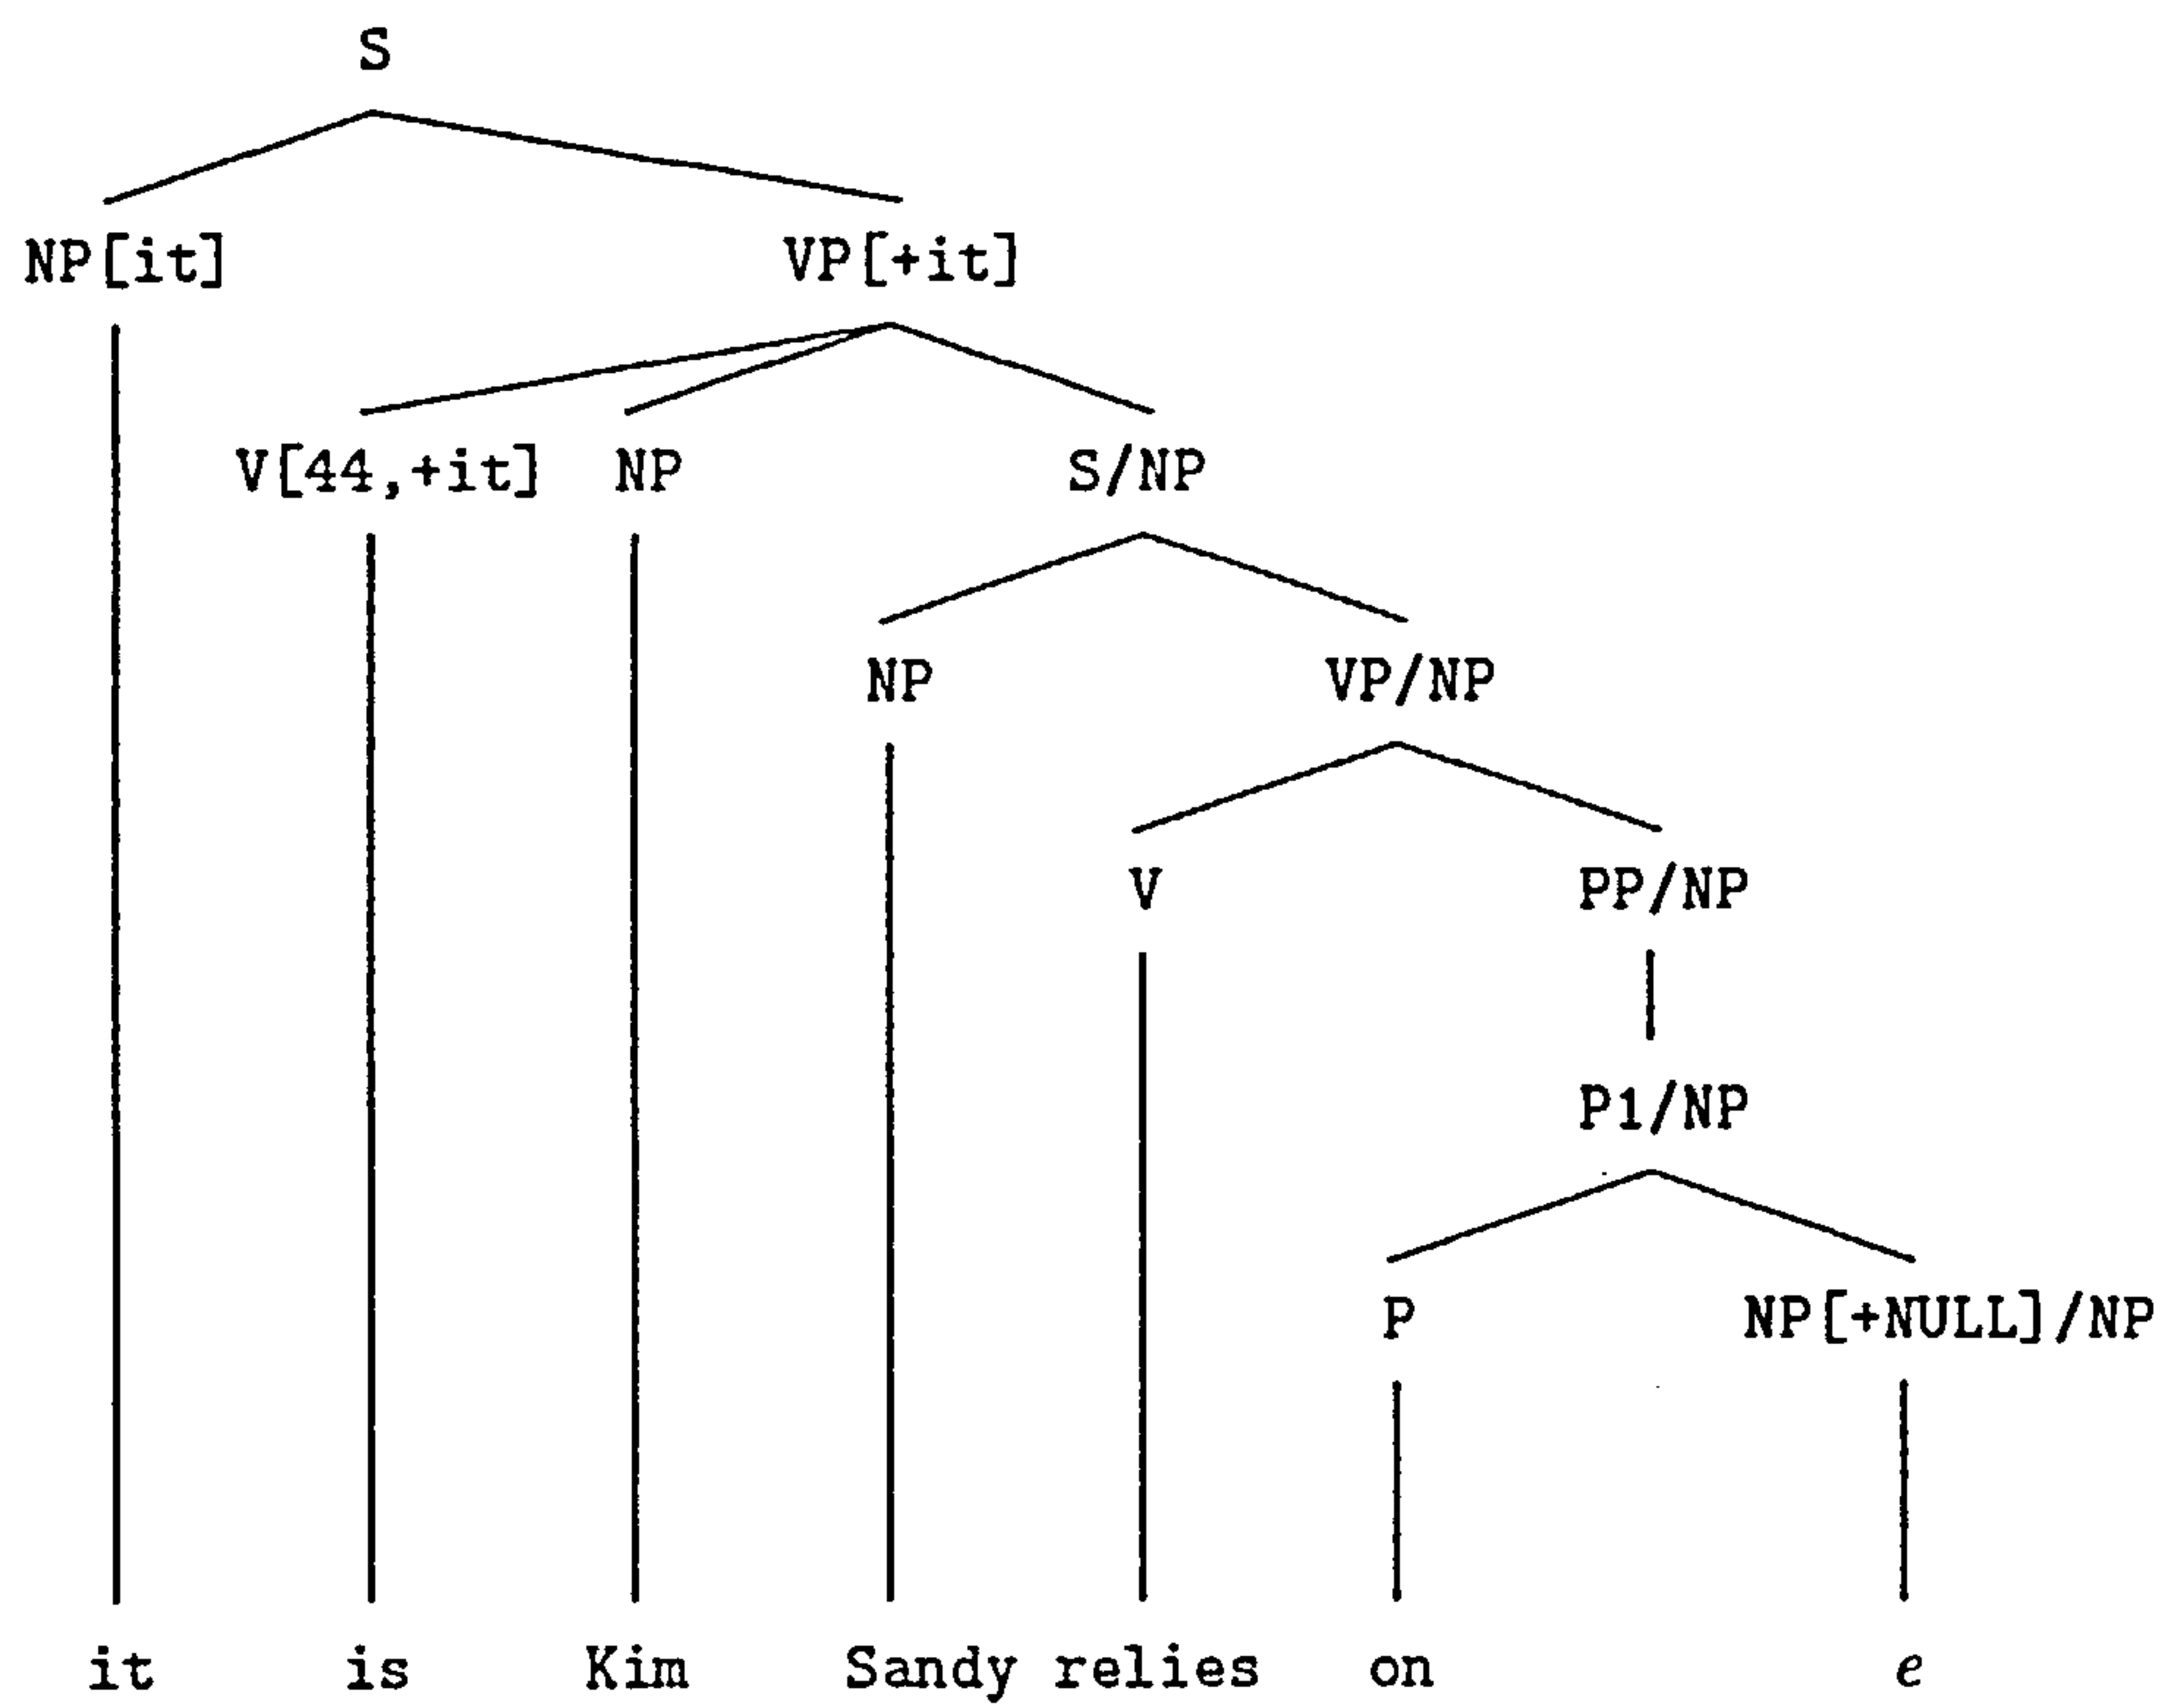 S
NP[it] VP[+it]
V[44,+it] NP S/NP
NP VP/NP
V PP/NP
P1/NP
P NP[+NULL]/NP
it is Kim Sandy relies on e